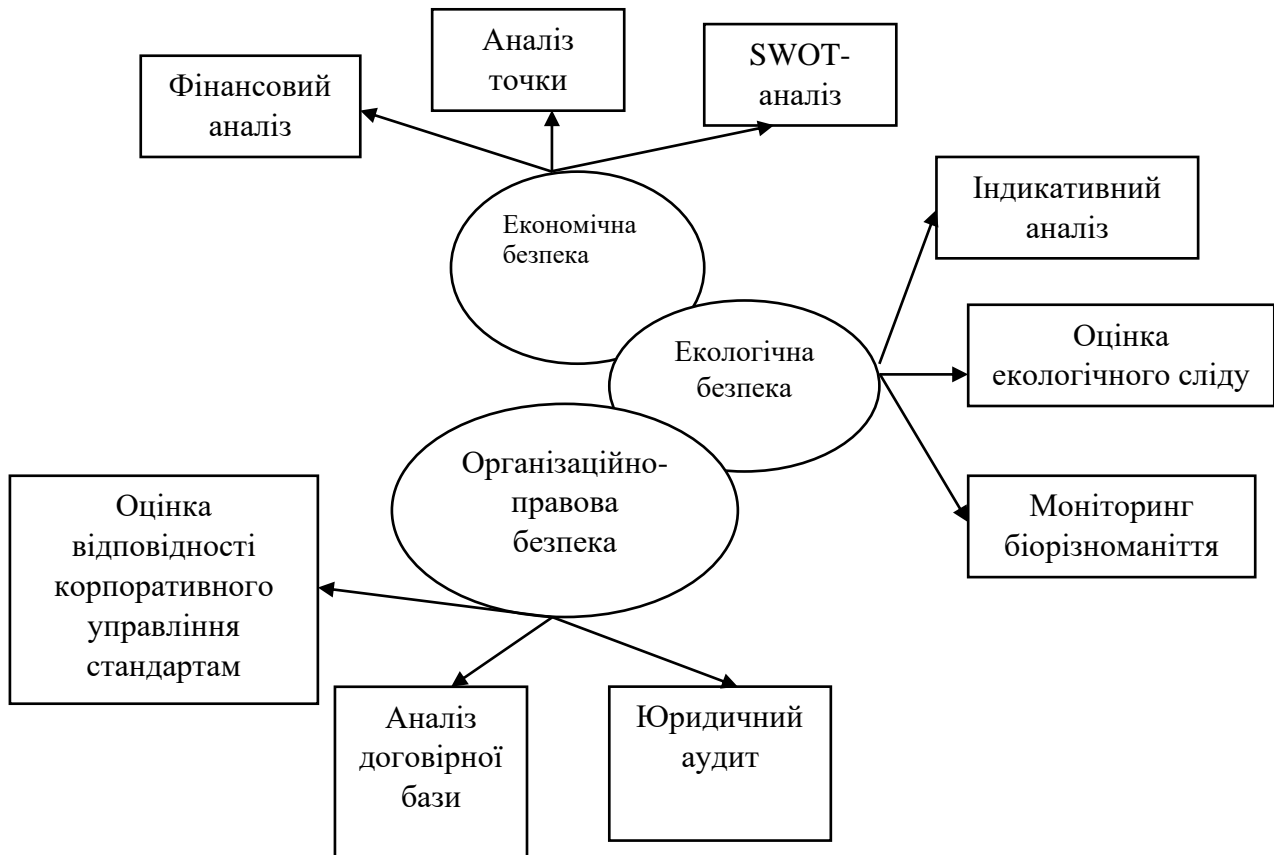 Аналіз
точки
SWOT-
аналіз
Фінансовий
аналіз
Індикативний
аналіз
Економічна
безпека
Оцінка
екологічного сліду
Екологічна
безпека
Організаційно-
правова
безпека
Моніторинг
біорізноманіття
Оцінка
відповідності
корпоративного
управління
стандартам
Аналіз
договірної
бази
Юридичний
аудит